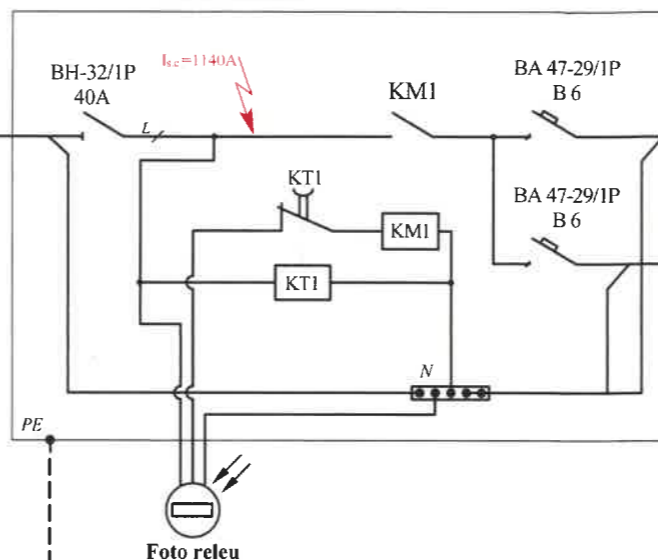 I s.c=1140A
BH-32/1P
40A
L
KM1
BA 47-29/1P
B 6
KT1
KM1
BA 47-29/1P
B 6
KT1
N
PE
Foto releu